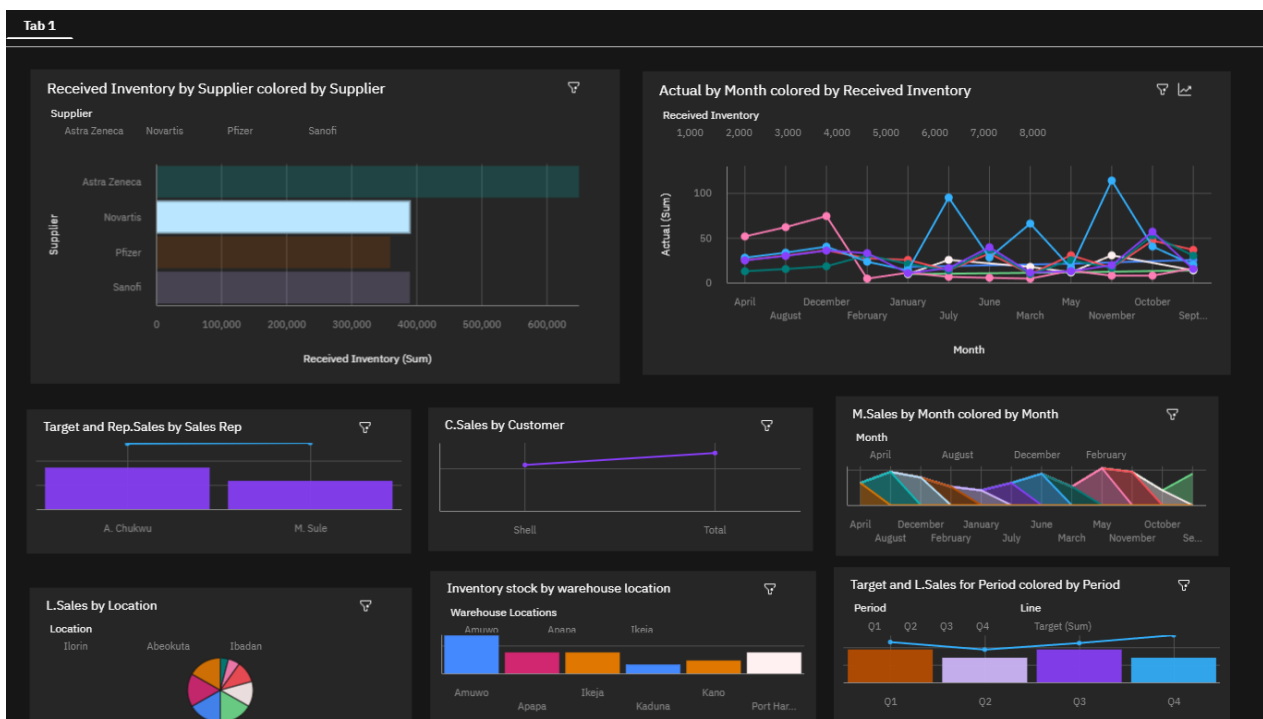 Tab 1
Received Inventory by Supplier colored by Supplier
Supplier
Astra Zeneca Novartis Pfizer Sanofi
Astra Zeneca
Novartis
Pfizer
Sanofi
Supplier
0 100,000 200,000 300,000 400,000 500,000 600,000
Received Inventory (Sum)
Actual by Month colored by Received Inventory
Received Inventory
1,000 2,000 3,000 4,000 5,000 6,000 7,000 8,000
100
50
0
Actual (Sum)
April December January June May October
August February July March November Sept...
Month
Target and Rep.Sales by Sales Rep
A. Chukwu M. Sule
C.Sales by Customer
Shell Total
M.Sales by Month colored by Month
Month
April August December February
April December January June May October
August February July March November Se...
L.Sales by Location
Location
Ilorin Abeokuta Ibadan
Inventory stock by warehouse location
Warehouse Locations
Amuwo Apapa Ikeja
Amuwo Ikeja Kano
Apapa Kaduna Port Har...
Target and L.Sales for Period colored by Period
Period Line
Q1 Q2 Q3 Q4 Target (Sum)
Q1 Q2 Q3 Q4